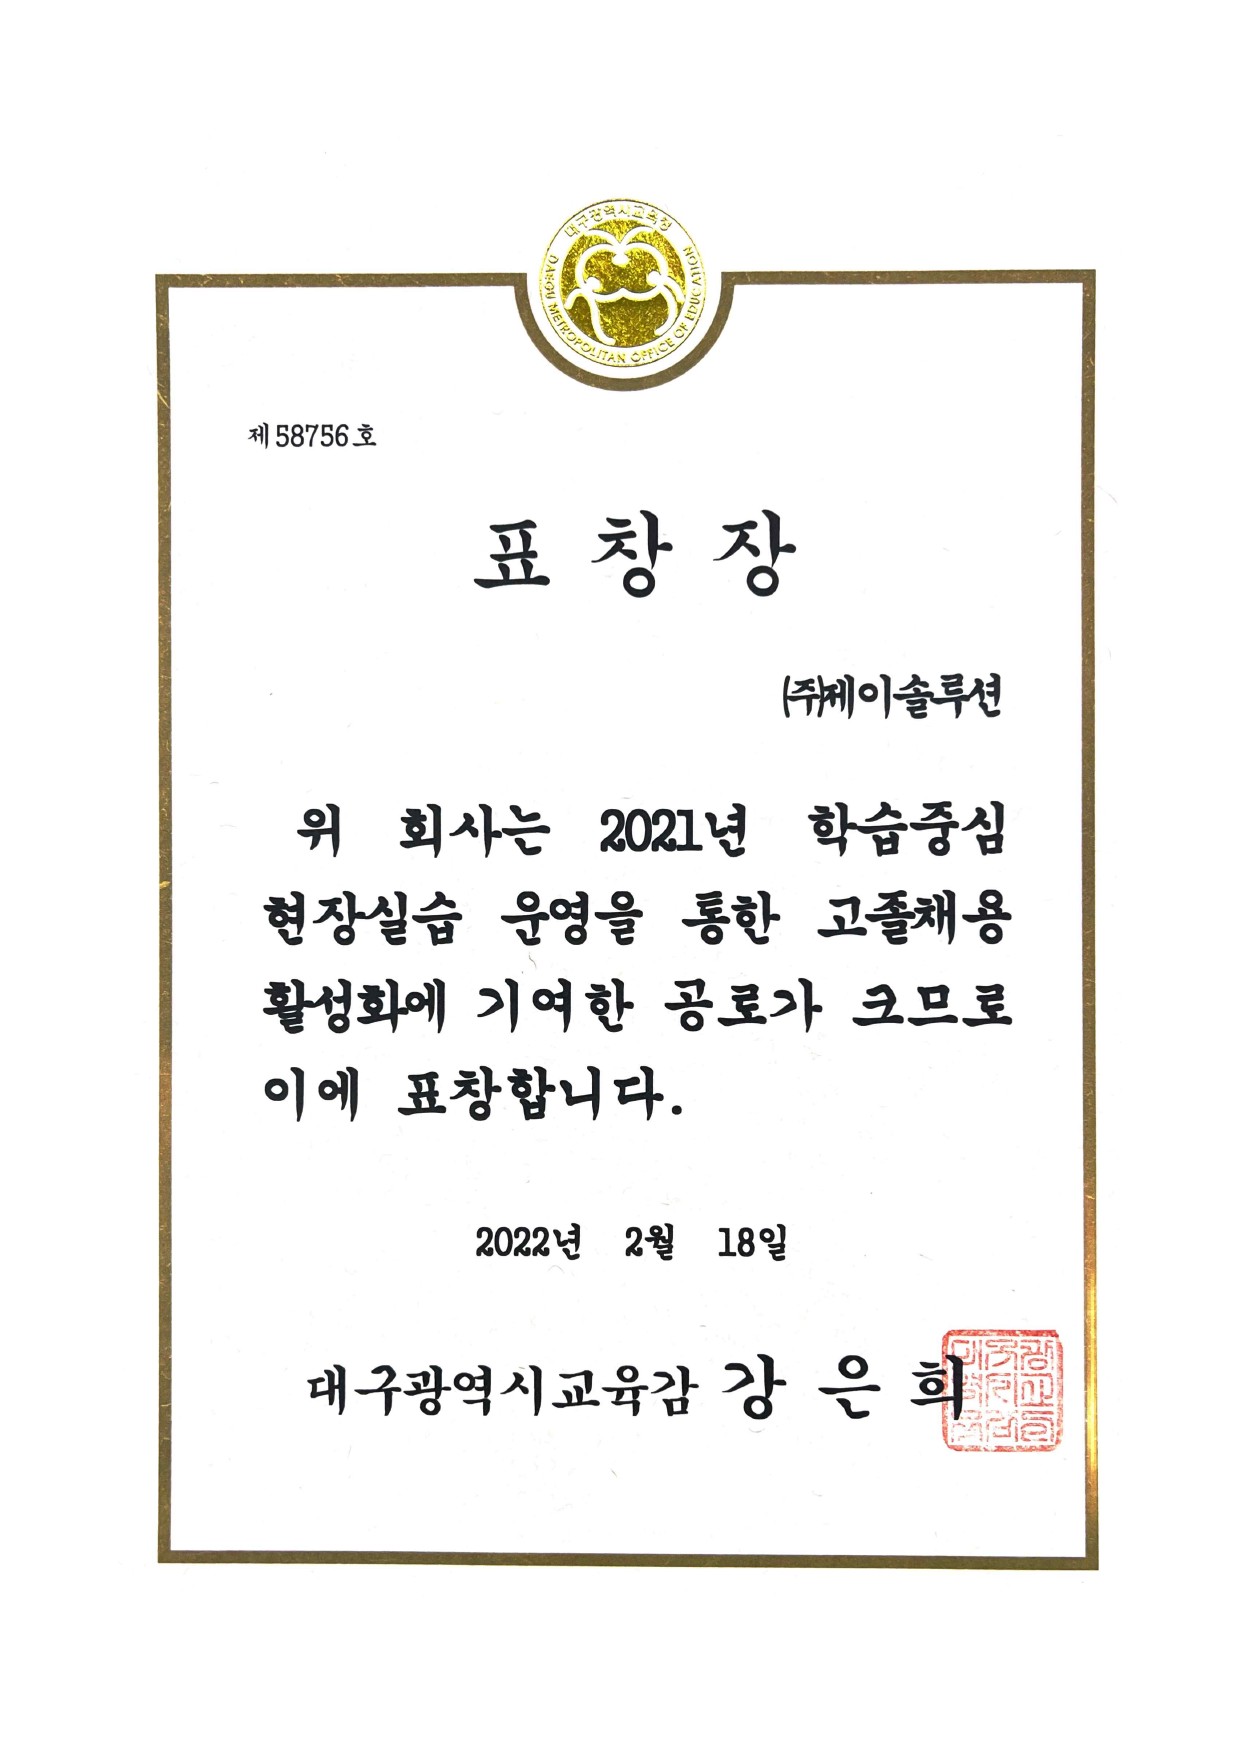 대구광역시교육청
DAEGU METROPOLITAN OFFICE OF EDUCATION
제 58756 호
표 창 장
(주)제이솔루션
위 회사는 2021년 학습중심
현장실습 운영을 통한 고졸채용
활성화에 기여한 공로가 크므로
이에 표창합니다.
2022년 2월 18일
대구광역시교육감 강 은 희